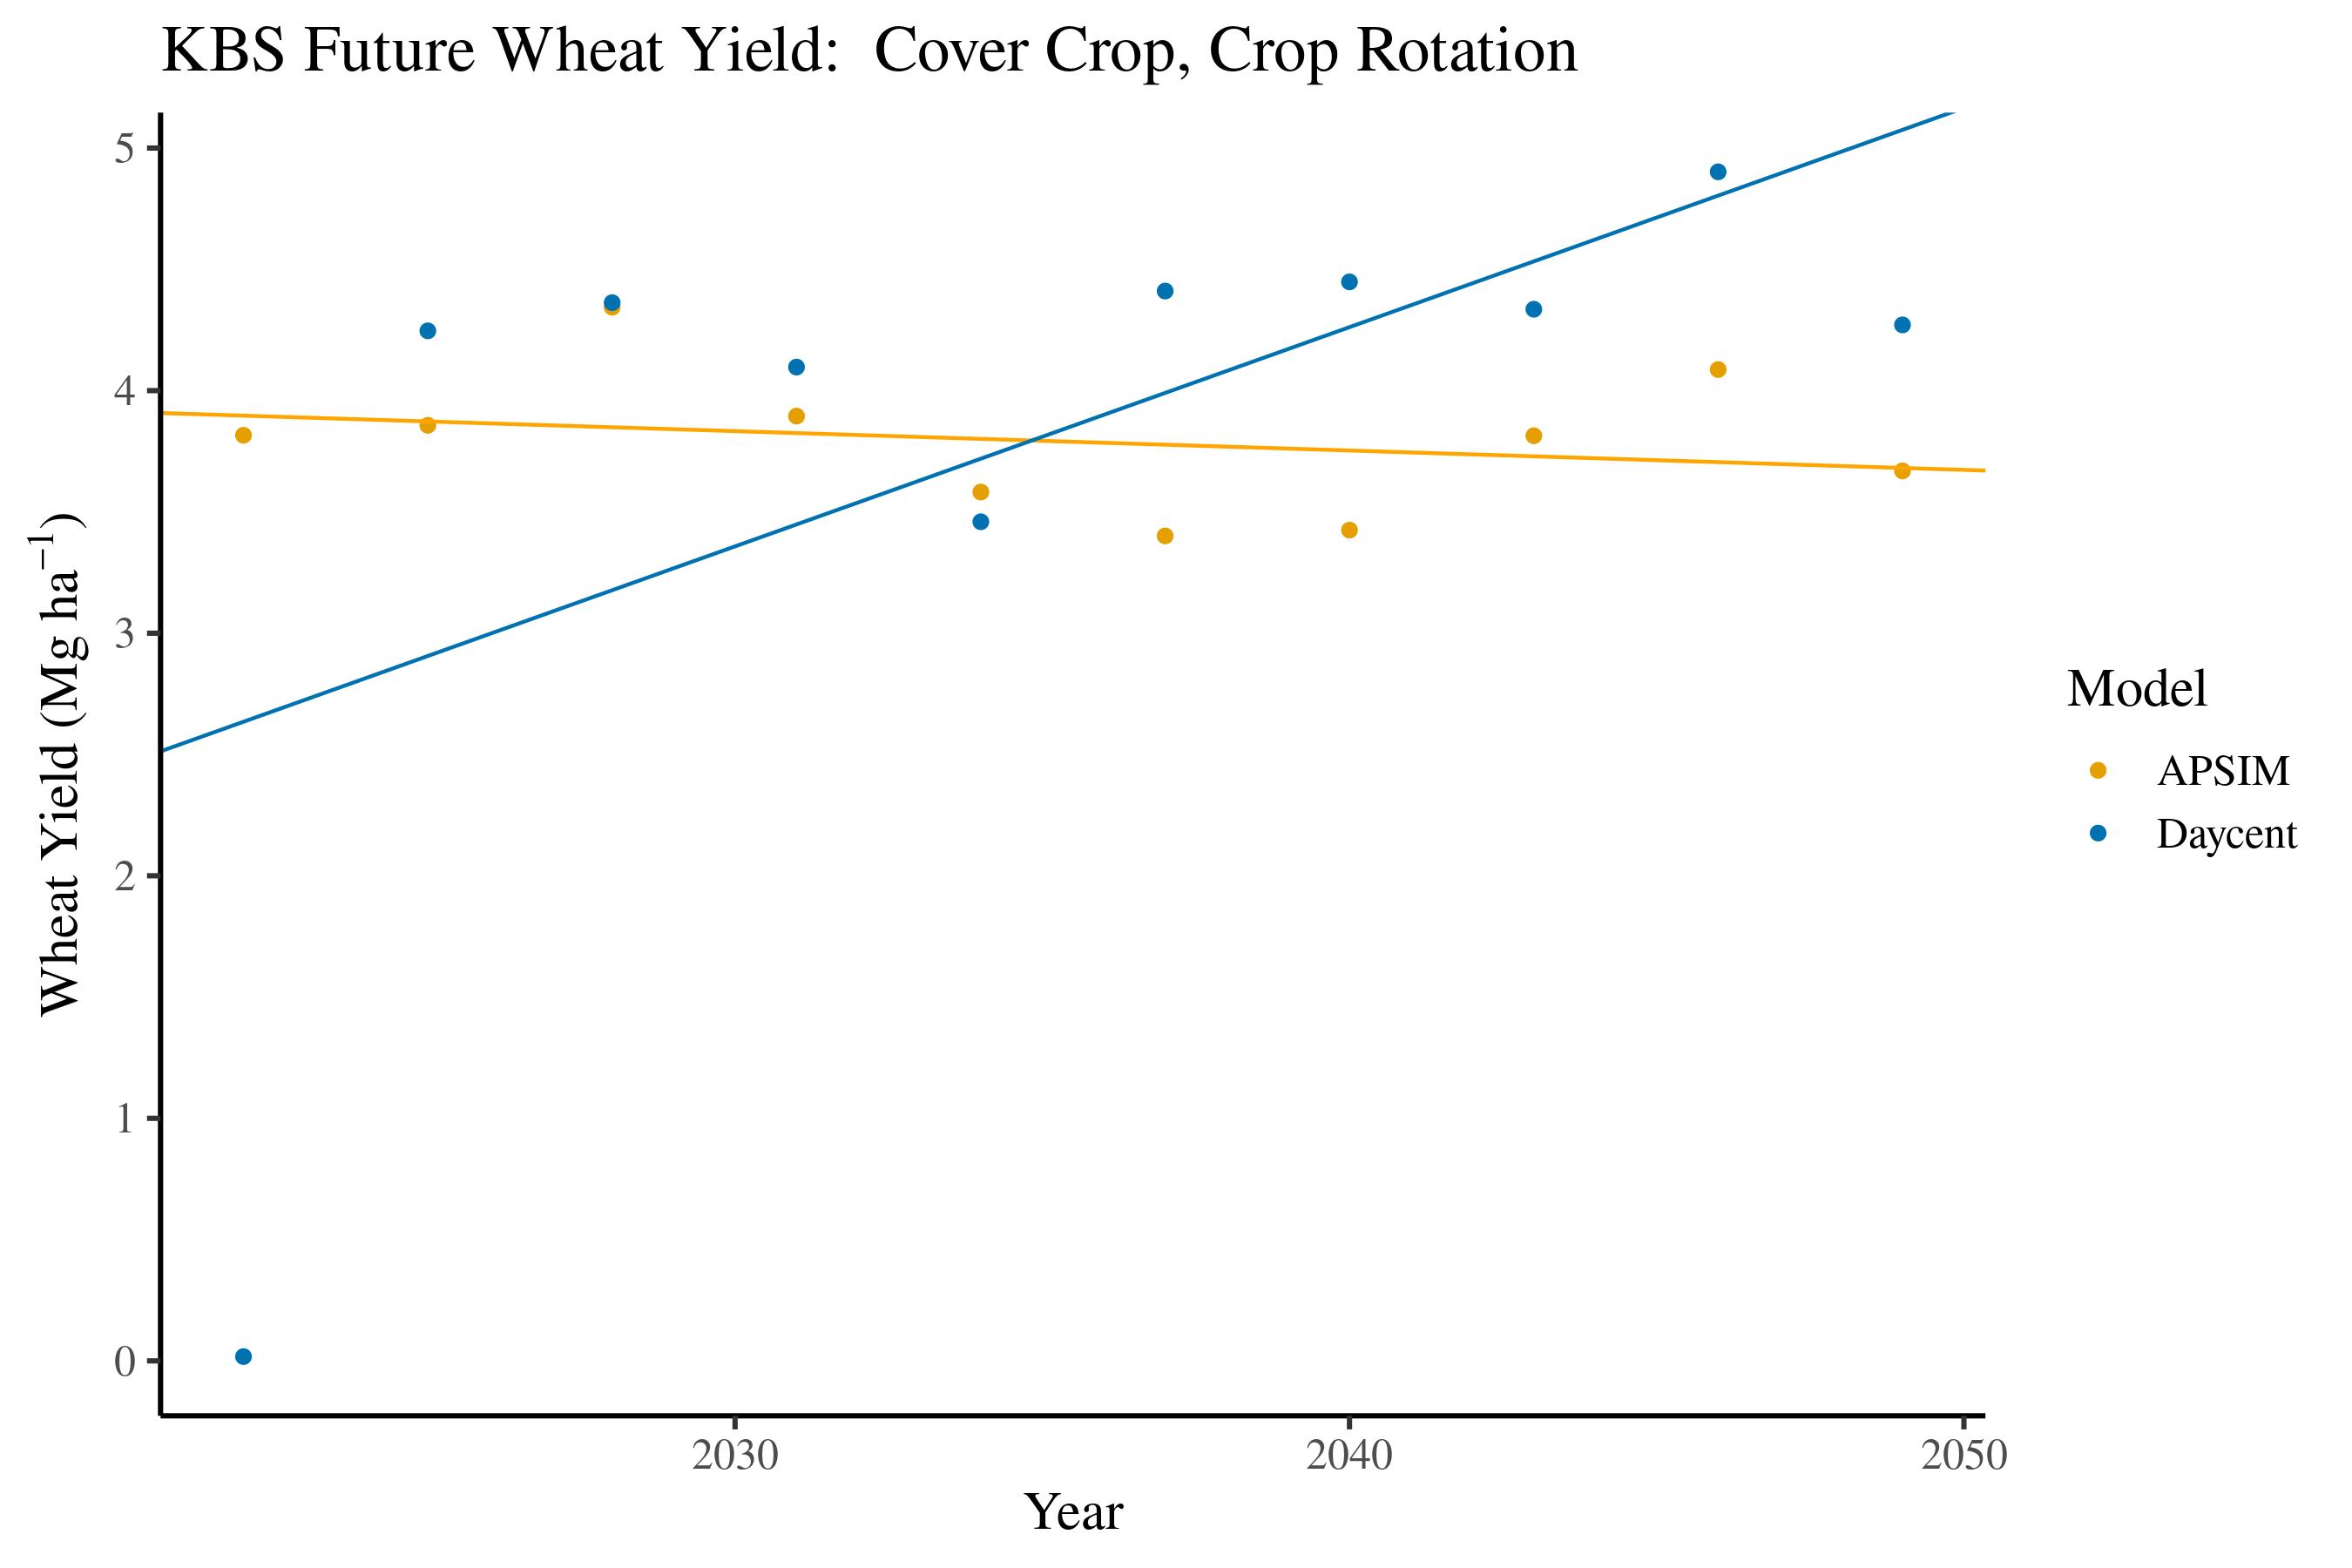 KBS Future Wheat Yield:  Cover Crop, Crop Rotation
5
4
3
2
1
0
Wheat Yield (Mg ha⁻¹)
2030 2040 2050
Year
Model
APSIM
Daycent